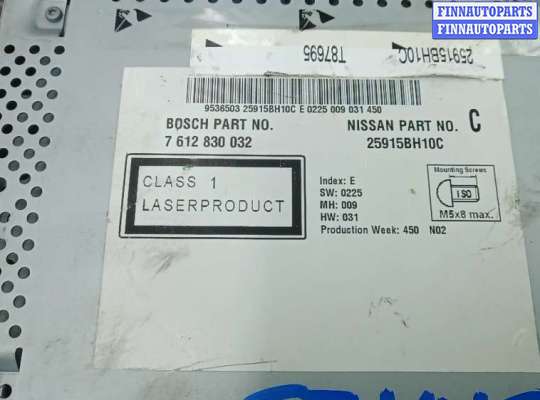 FINNAUTOPARTS
FINNAUTOPARTS
FINNAUTOPARTS
T87695
25915BH10C
9536503 25915BH10C E 0225 009 031 450
BOSCH PART NO.
7 612 830 032
NISSAN PART NO. C
25915BH10C
CLASS 1
LASERPRODUCT
Index: E
SW: 0225
MH: 009
HW: 031
Production Week: 450 N02
Mounting Screws
ISO
M5x8 max.